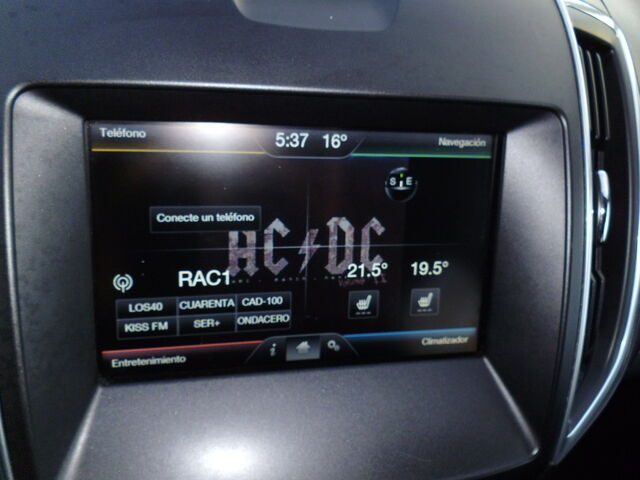 Teléfono
5:37 16°
Navegación
S E
Conecte un teléfono
HC DC
21.5° 19.5°
RAC1
LOS40 CUARENTA CAD-100
KISS FM SER+ ONDACERO
Entretenimiento
Climatizador